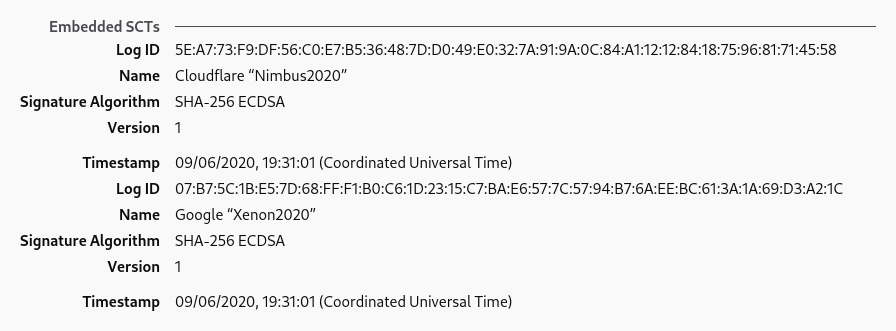 Embedded SCTs
Log ID 5E:A7:73:F9:DF:56:C0:E7:B5:36:48:7D:D0:49:E0:32:7A:91:9A:0C:84:A1:12:12:84:18:75:96:81:71:45:58
Name Cloudflare “Nimbus2020”
Signature Algorithm SHA-256 ECDSA
Version 1
Timestamp 09/06/2020, 19:31:01 (Coordinated Universal Time)
Log ID 07:B7:5C:1B:E5:7D:68:FF:F1:B0:C6:1D:23:15:C7:BA:E6:57:7C:57:94:B7:6A:EE:BC:61:3A:1A:69:D3:A2:1C
Name Google “Xenon2020”
Signature Algorithm SHA-256 ECDSA
Version 1
Timestamp 09/06/2020, 19:31:01 (Coordinated Universal Time)